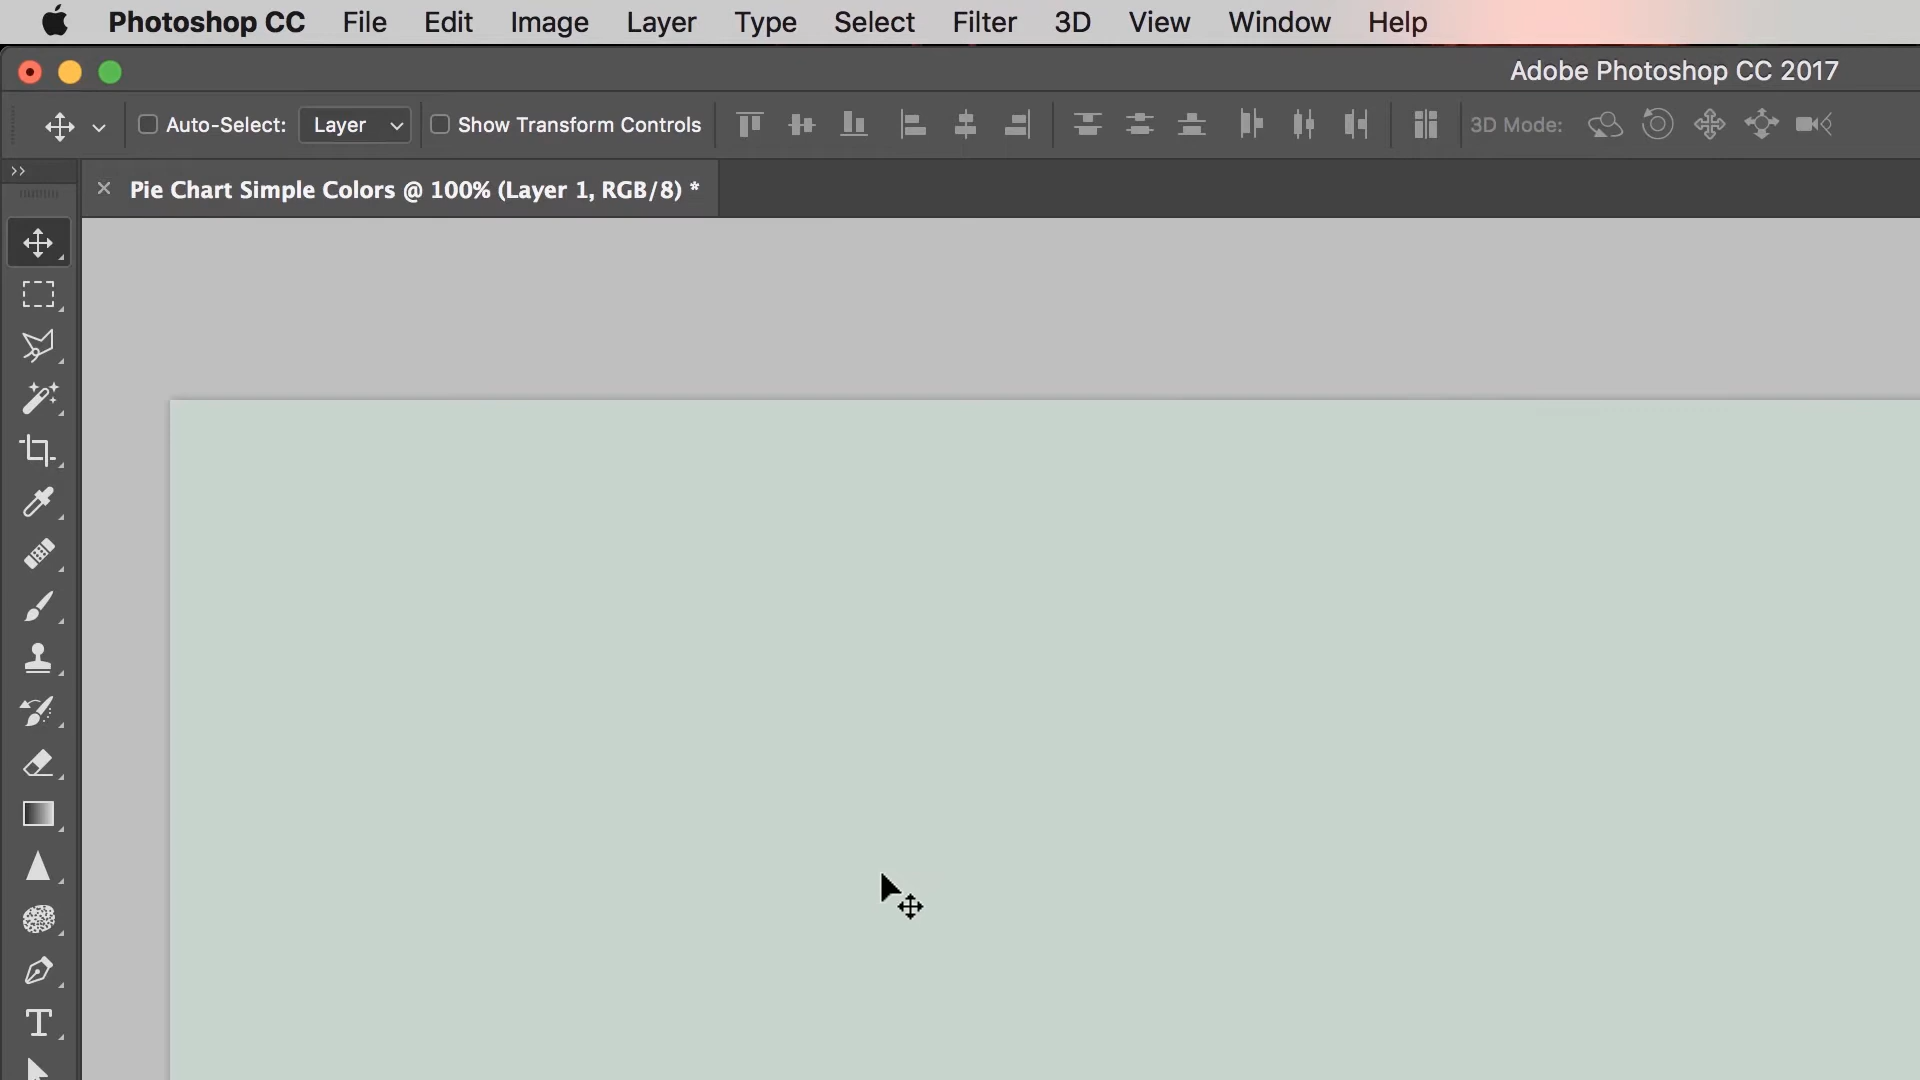 Photoshop CC File Edit Image Layer Type Select Filter 3D View Window Help
Adobe Photoshop CC 2017
Auto-Select: Layer Show Transform Controls 3D Mode:
Pie Chart Simple Colors @ 100% (Layer 1, RGB/8) *